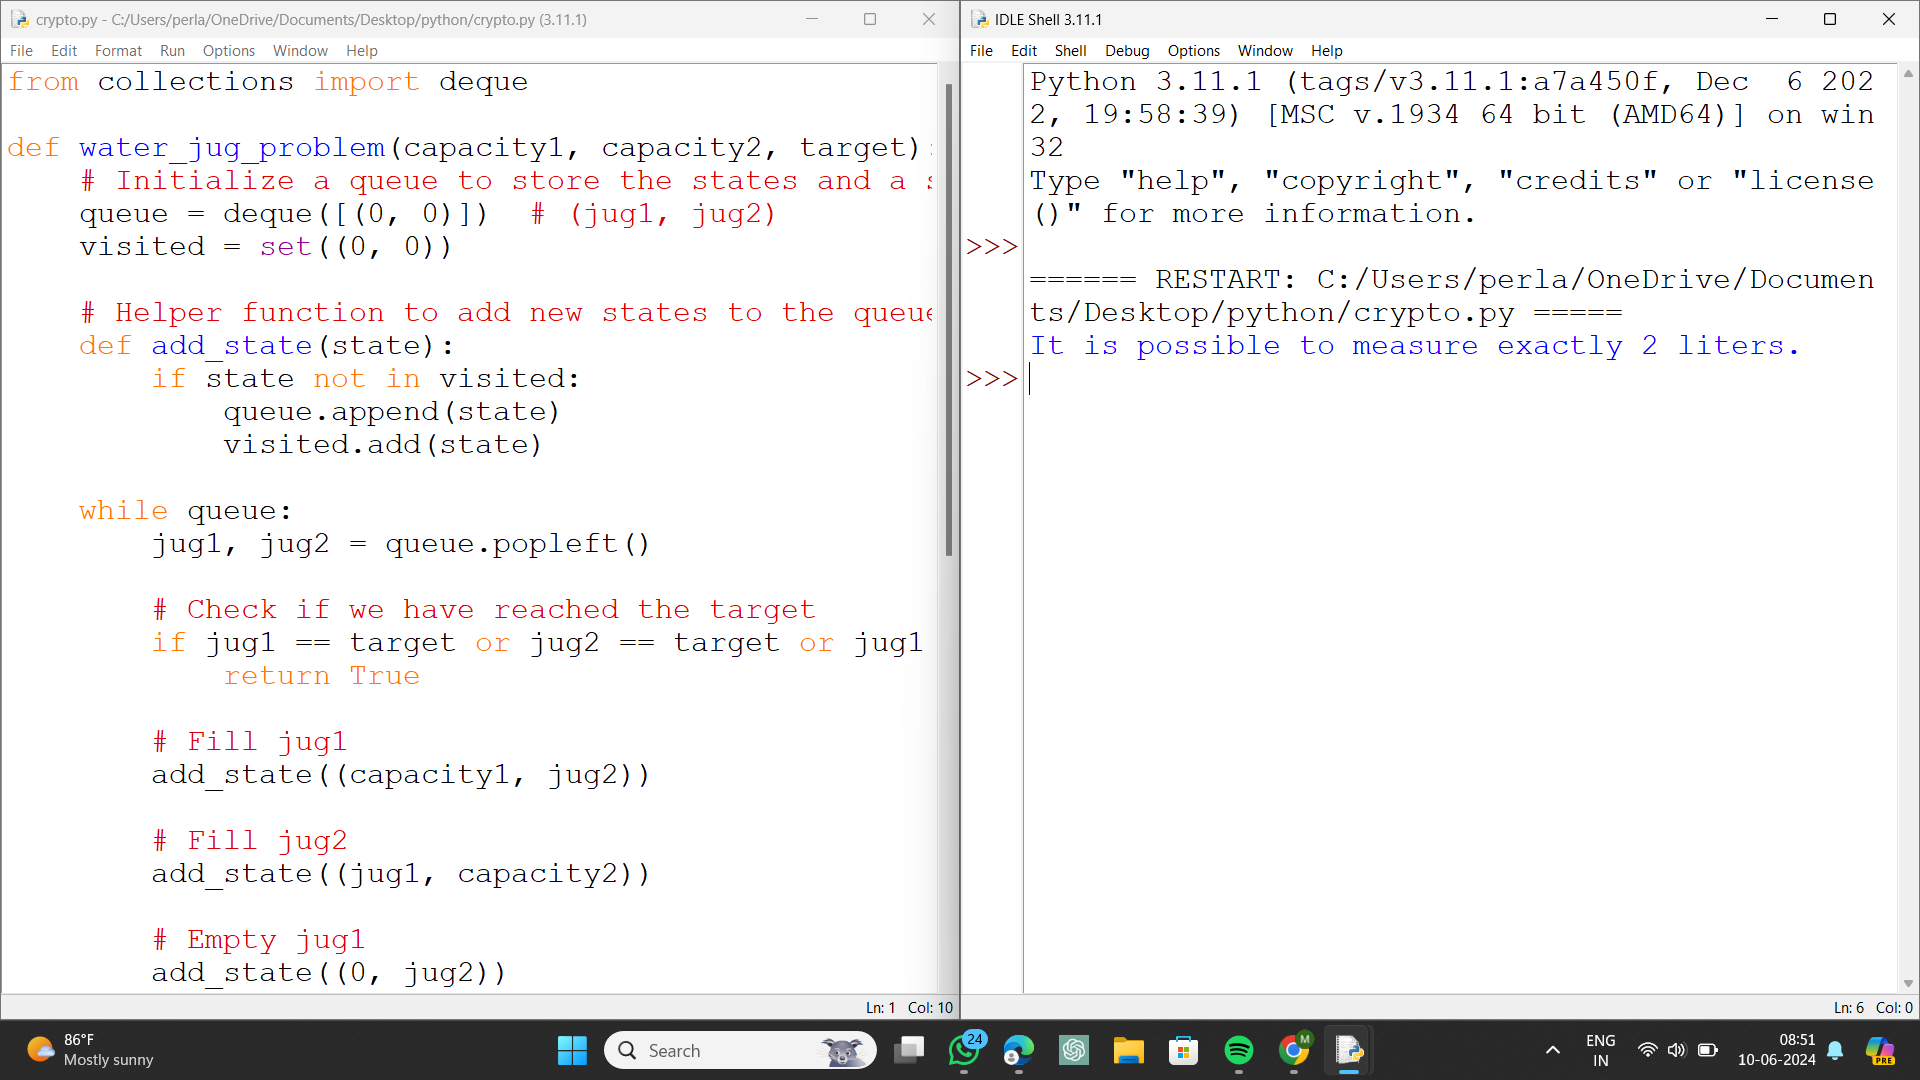 crypto.py - C:/Users/perla/OneDrive/Documents/Desktop/python/crypto.py (3.11.1)
File Edit Format Run Options Window Help
from collections import deque
def water_jug_problem(capacity1, capacity2, target):
# Initialize a queue to store the states and a s
queue = deque([(0, 0)]) # (jug1, jug2)
visited = set((0, 0))
# Helper function to add new states to the queue
def add_state(state):
if state not in visited:
queue.append(state)
visited.add(state)
while queue:
jug1, jug2 = queue.popleft()
# Check if we have reached the target
if jug1 == target or jug2 == target or jug1
return True
# Fill jug1
add_state((capacity1, jug2))
# Fill jug2
add_state((jug1, capacity2))
# Empty jug1
add_state((0, jug2))
Ln: 1 Col: 10
IDLE Shell 3.11.1
File Edit Shell Debug Options Window Help
Python 3.11.1 (tags/v3.11.1:a7a450f, Dec  6 202
2, 19:58:39) [MSC v.1934 64 bit (AMD64)] on win
32
Type "help", "copyright", "credits" or "license
()" for more information.
>>>
====== RESTART: C:/Users/perla/OneDrive/Documen
ts/Desktop/python/crypto.py =====
It is possible to measure exactly 2 liters.
>>>
Ln: 6 Col: 0
86°F
Mostly sunny
Search
24
M
ENG
IN
08:51
10-06-2024
PRE